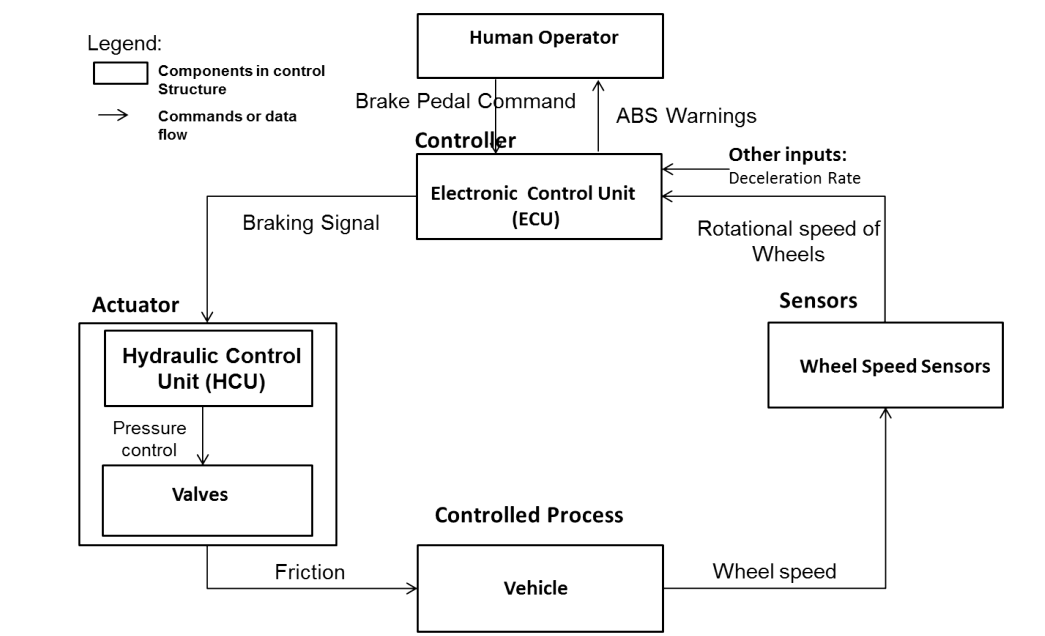 Legend:
Components in control
Structure
Commands or data
flow
Human Operator
Brake Pedal Command
ABS Warnings
Controller
Other inputs:
Deceleration Rate
Electronic Control Unit
(ECU)
Braking Signal
Rotational speed of
Wheels
Actuator
Sensors
Hydraulic Control
Unit (HCU)
Wheel Speed Sensors
Pressure
control
Valves
Controlled Process
Friction
Vehicle
Wheel speed